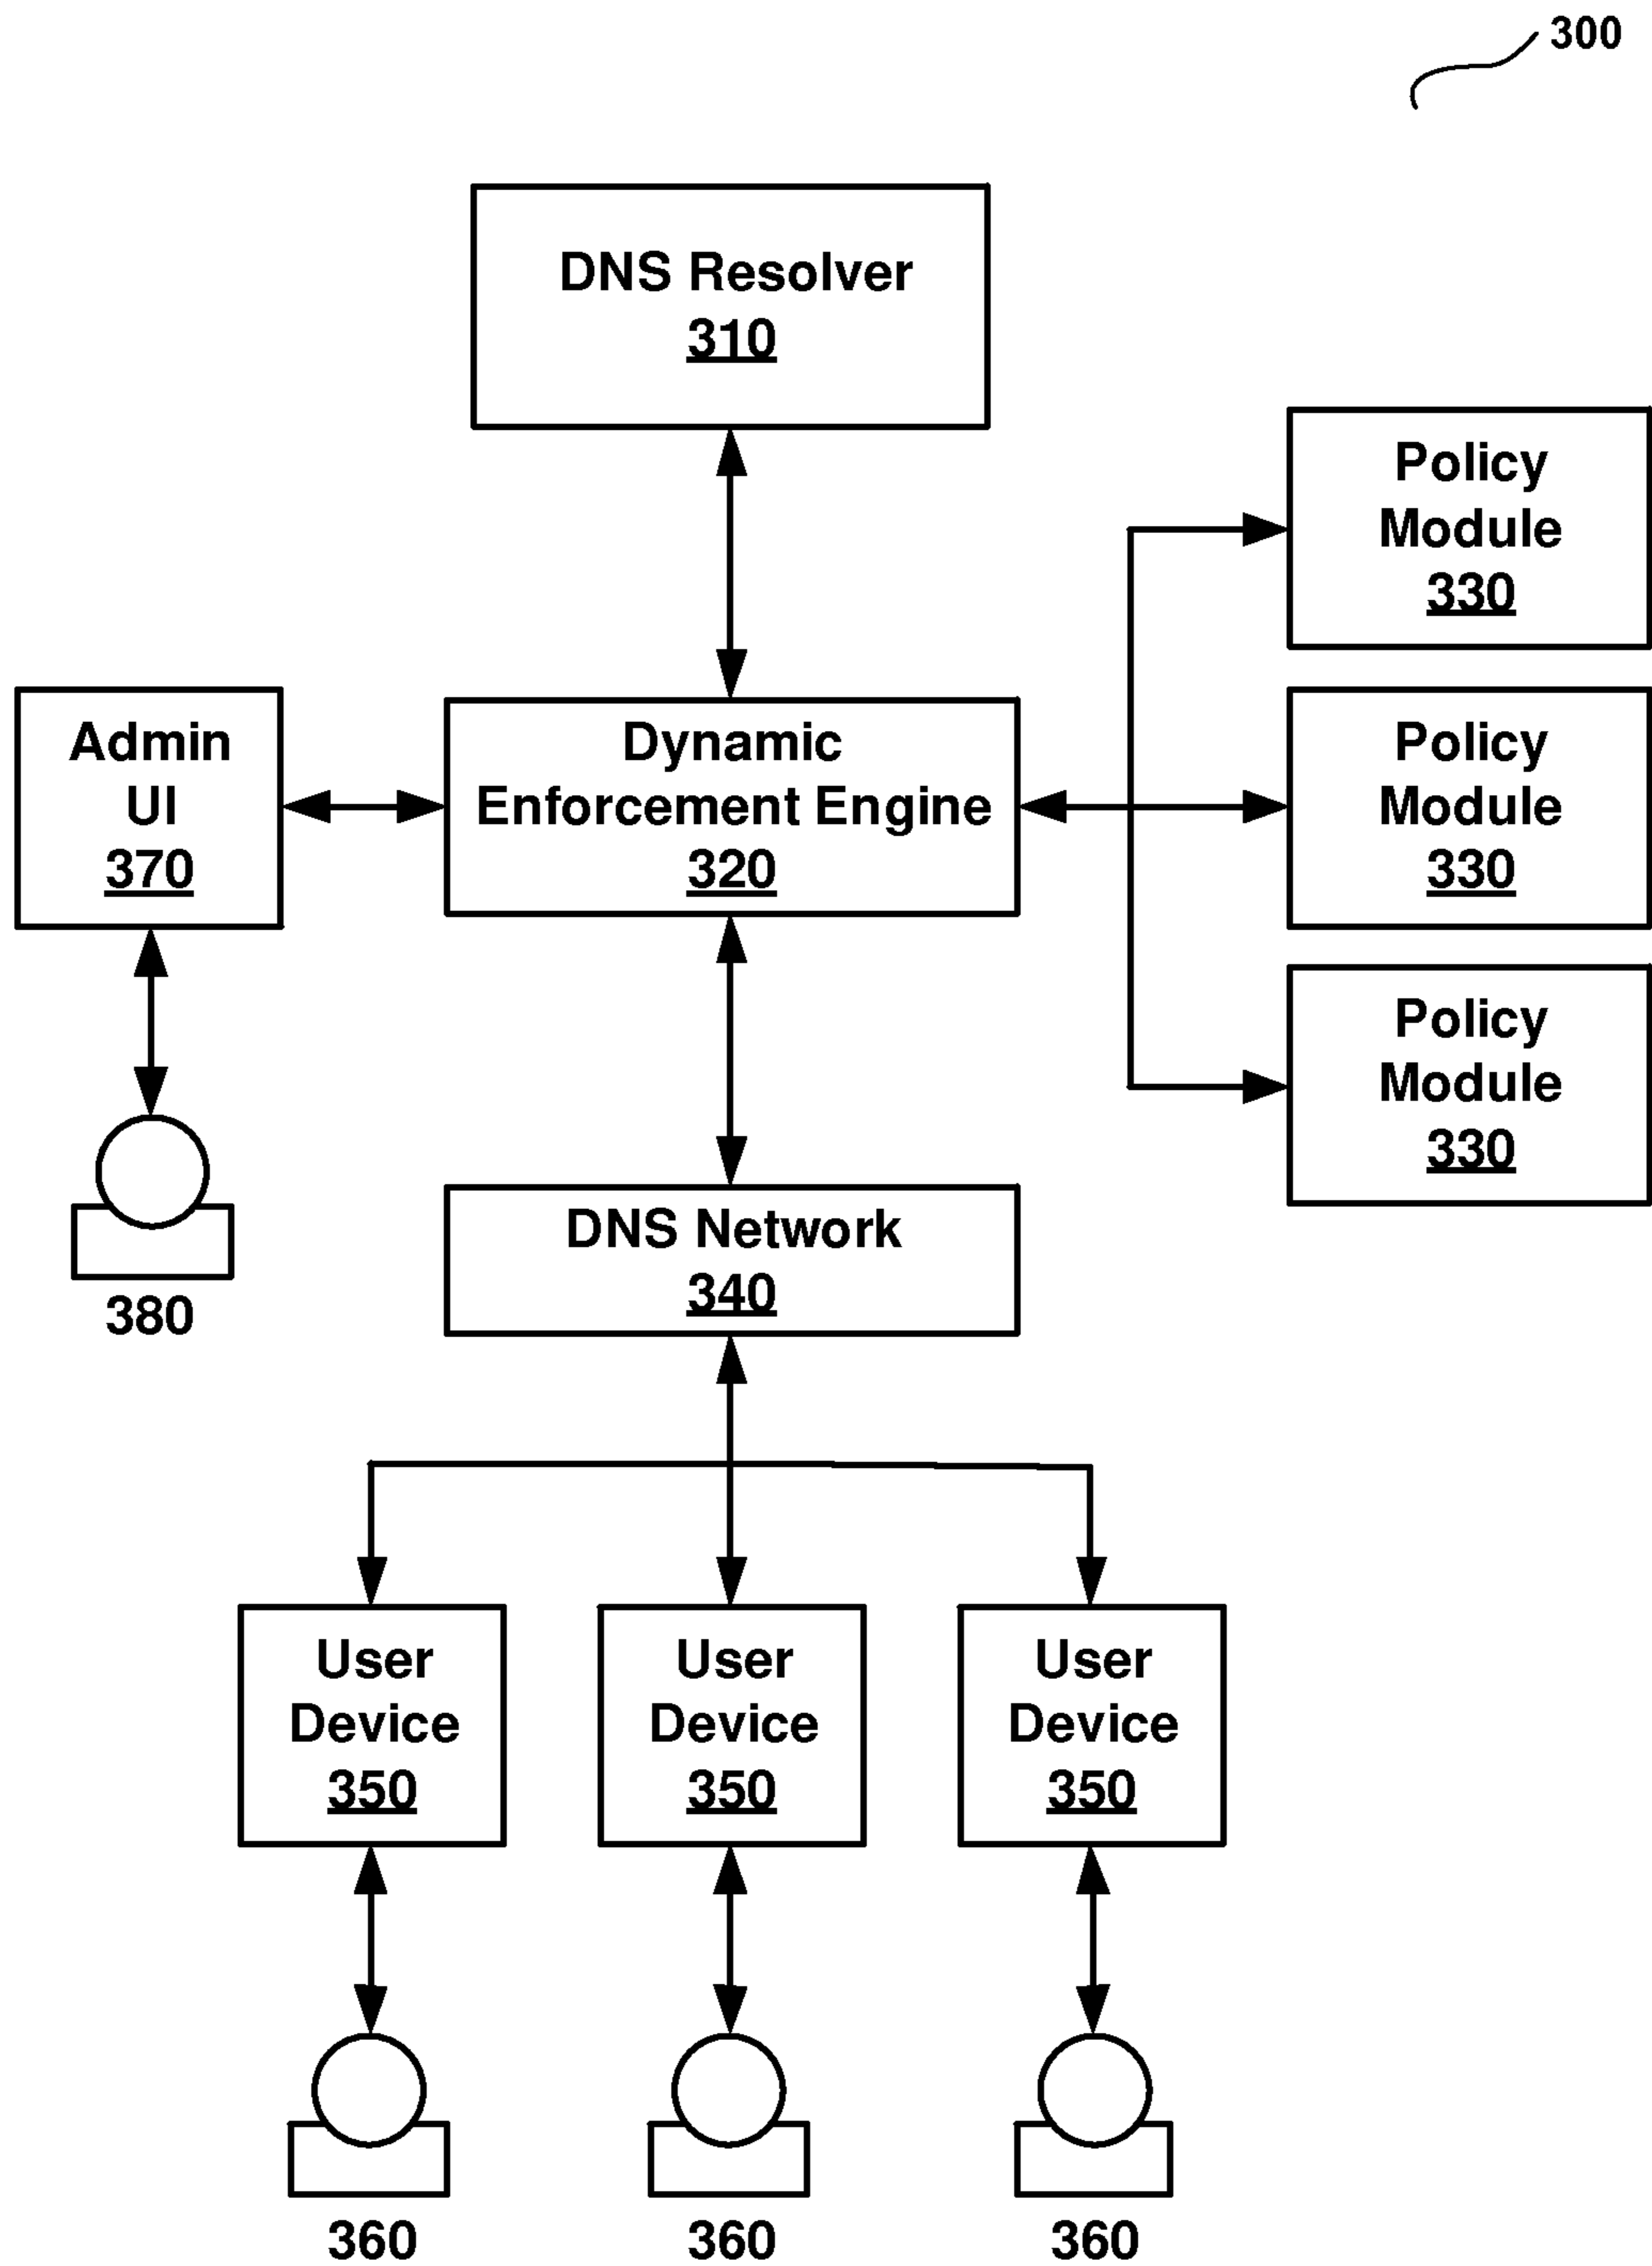 300
DNS Resolver
310
Policy
Module
330
Admin
UI
370
Dynamic
Enforcement Engine
320
Policy
Module
330
Policy
Module
330
380
DNS Network
340
User
Device
350
User
Device
350
User
Device
350
360
360
360